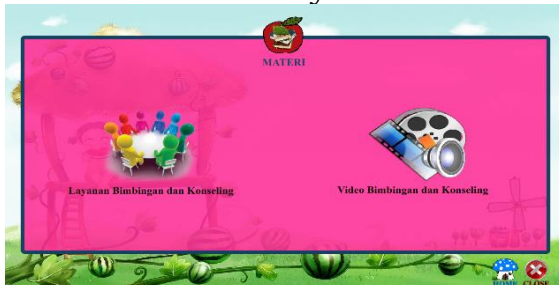 MATERI
Layanan Bimbingan dan Konseling
Video Bimbingan dan Konseling
HOME CLOSE